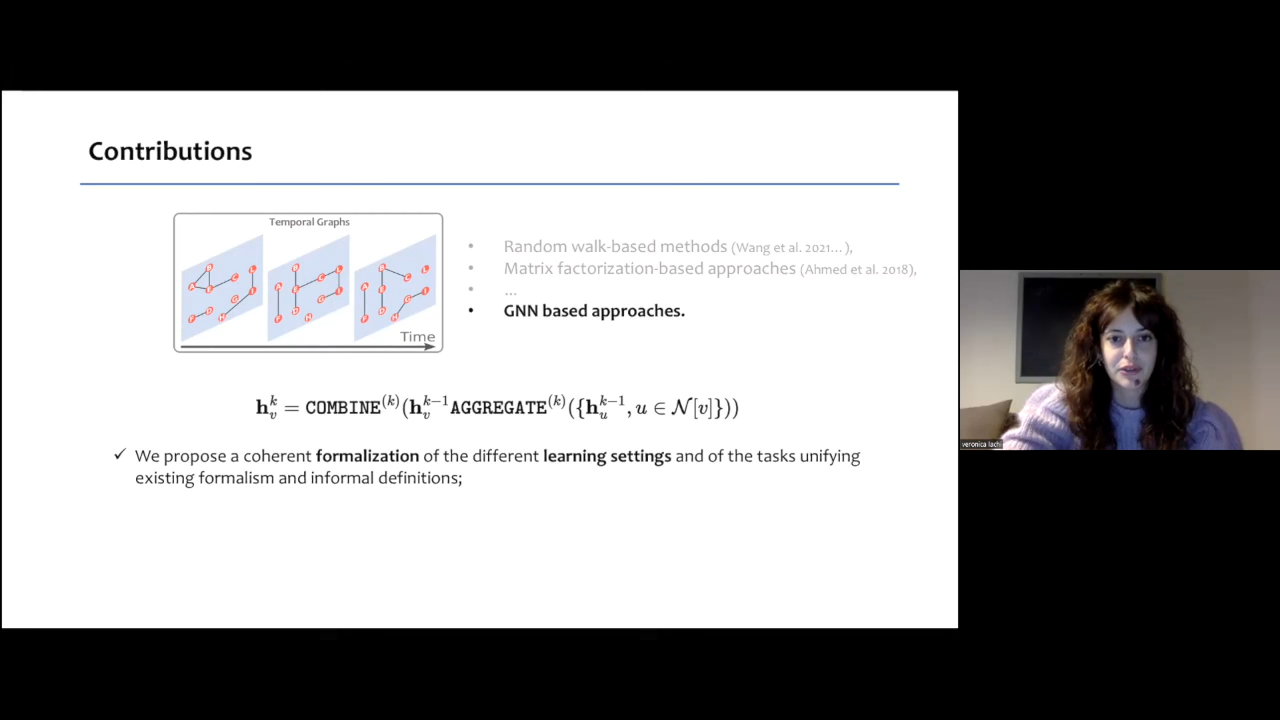 Contributions
Temporal Graphs
Time
• Random walk-based methods (Wang et al. 2021…),
• Matrix factorization-based approaches (Ahmed et al. 2018),
• …
• GNN based approaches.
h_v^k = COMBINE^(k)(h_v^{k−1}AGGREGATE^(k)({h_u^{k−1}, u ∈ N[v]}))
✓ We propose a coherent formalization of the different learning settings and of the tasks unifying
existing formalism and informal definitions;
veronica lachi